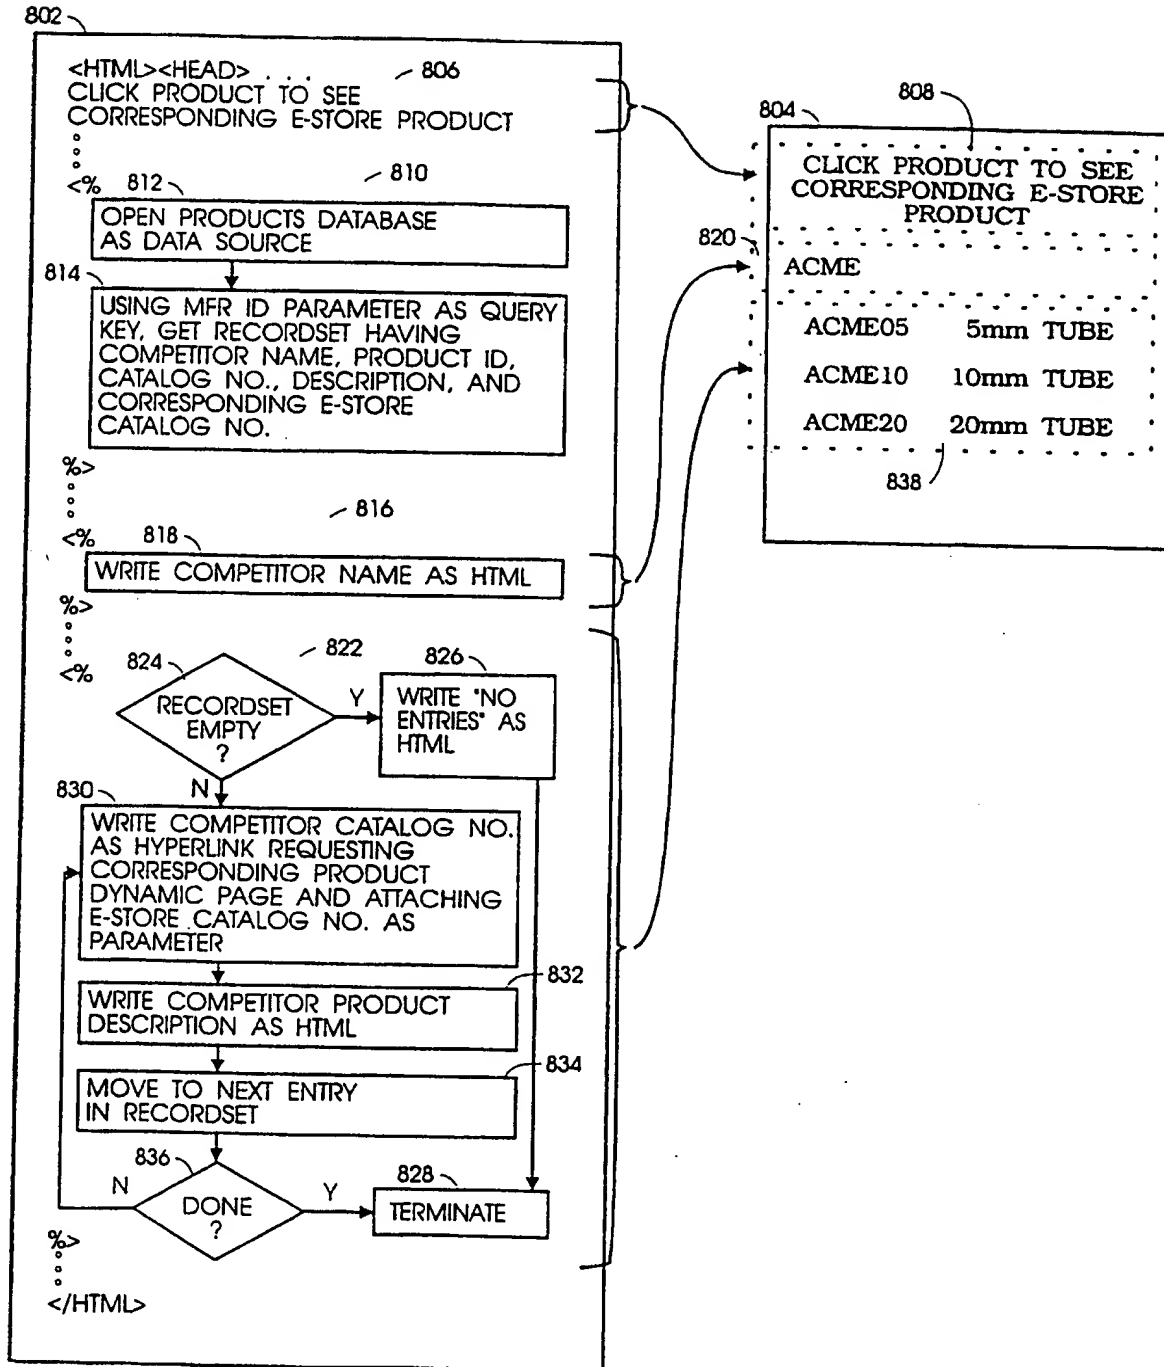 802
<HTML><HEAD> . . .
806
CLICK PRODUCT TO SEE
CORRESPONDING E-STORE PRODUCT
<%
812
810
OPEN PRODUCTS DATABASE
AS DATA SOURCE
814
USING MFR ID PARAMETER AS QUERY
KEY, GET RECORDSET HAVING
COMPETITOR NAME, PRODUCT ID,
CATALOG NO., DESCRIPTION, AND
CORRESPONDING E-STORE
CATALOG NO.
%>
816
<%
818
WRITE COMPETITOR NAME AS HTML
%>
<%
824
822
RECORDSET
EMPTY
?
Y
N
826
WRITE "NO
ENTRIES" AS
HTML
830
WRITE COMPETITOR CATALOG NO.
AS HYPERLINK REQUESTING
CORRESPONDING PRODUCT
DYNAMIC PAGE AND ATTACHING
E-STORE CATALOG NO. AS
PARAMETER
832
WRITE COMPETITOR PRODUCT
DESCRIPTION AS HTML
834
MOVE TO NEXT ENTRY
IN RECORDSET
836
N
DONE
?
Y
828
TERMINATE
%>
</HTML>
804
808
CLICK PRODUCT TO SEE
CORRESPONDING E-STORE
PRODUCT
820
ACME
ACME05 5mm TUBE
ACME10 10mm TUBE
ACME20 20mm TUBE
838